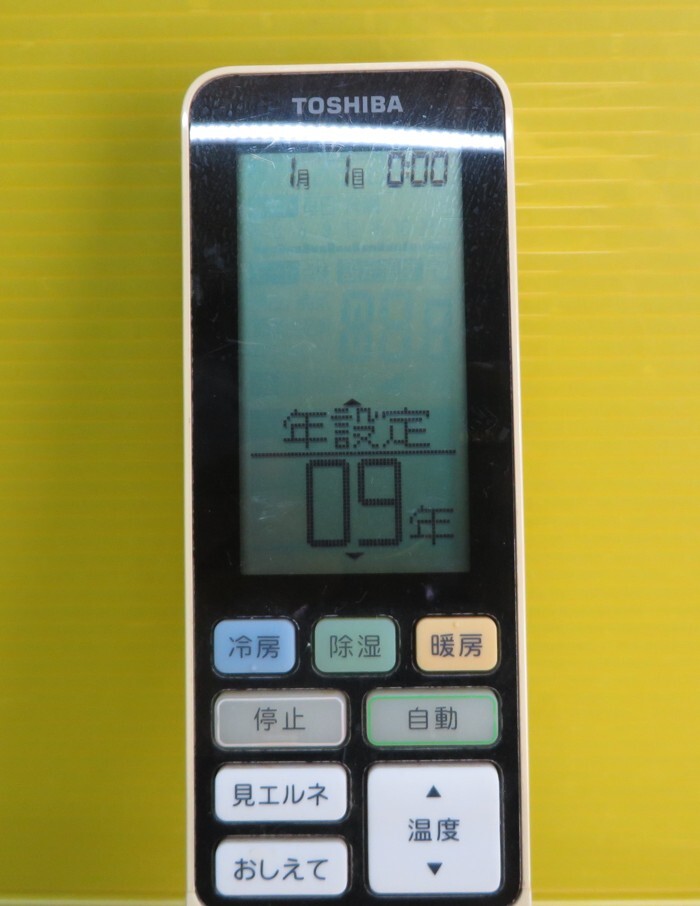 TOSHIBA
1月 1日 0:00
年設定
09年
冷房 除湿 暖房
停止 自動
見エルネ
▲
温度
▼
おしえて